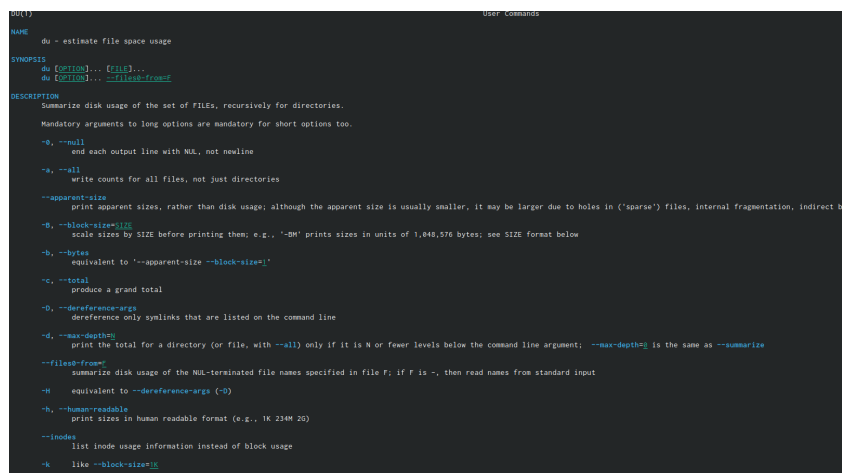 DU(1) User Commands
NAME
du - estimate file space usage
SYNOPSIS
du [OPTION]... [FILE]...
du [OPTION]... --files0-from=F
DESCRIPTION
Summarize disk usage of the set of FILEs, recursively for directories.
Mandatory arguments to long options are mandatory for short options too.
-0, --null
end each output line with NUL, not newline
-a, --all
write counts for all files, not just directories
--apparent-size
print apparent sizes, rather than disk usage; although the apparent size is usually smaller, it may be larger due to holes in ('sparse') files, internal fragmentation, indirect b
-B, --block-size=SIZE
scale sizes by SIZE before printing them; e.g., '-BM' prints sizes in units of 1,048,576 bytes; see SIZE format below
-b, --bytes
equivalent to '--apparent-size --block-size=1'
-c, --total
produce a grand total
-D, --dereference-args
dereference only symlinks that are listed on the command line
-d, --max-depth=N
print the total for a directory (or file, with --all) only if it is N or fewer levels below the command line argument; --max-depth=0 is the same as --summarize
--files0-from=F
summarize disk usage of the NUL-terminated file names specified in file F; if F is -, then read names from standard input
-H equivalent to --dereference-args (-D)
-h, --human-readable
print sizes in human readable format (e.g., 1K 234M 2G)
--inodes
list inode usage information instead of block usage
-k like --block-size=1K